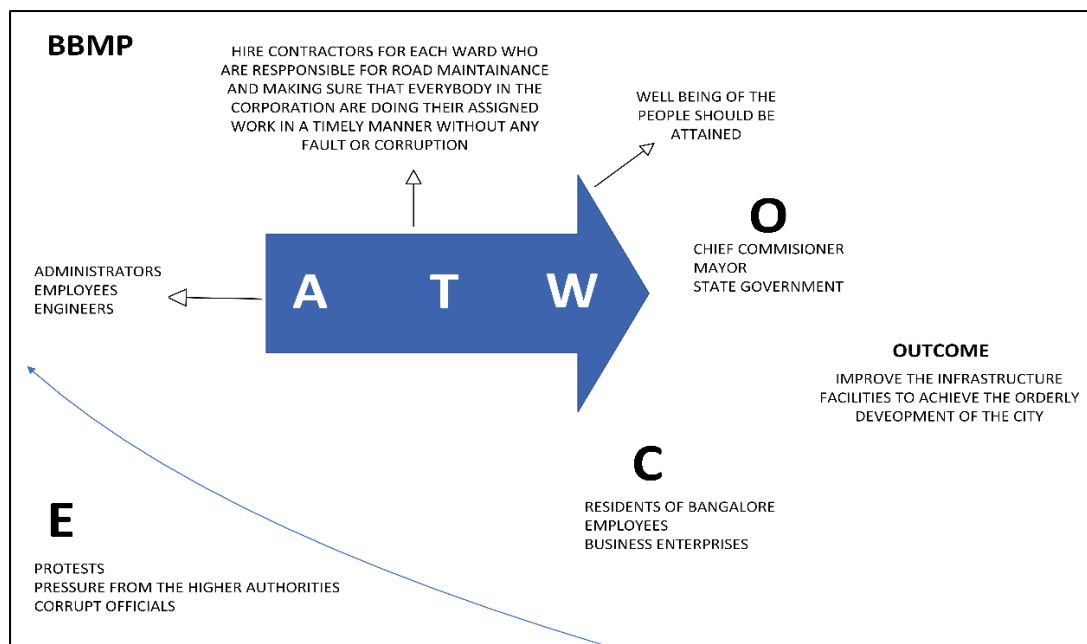 BBMP
HIRE CONTRACTORS FOR EACH WARD WHO
ARE RESPPONSIBLE FOR ROAD MAINTAINANCE
AND MAKING SURE THAT EVERYBODY IN THE
CORPORATION ARE DOING THEIR ASSIGNED
WORK IN A TIMELY MANNER WITHOUT ANY
FAULT OR CORRUPTION
WELL BEING OF THE
PEOPLE SHOULD BE
ATTAINED
ADMINISTRATORS
EMPLOYEES
ENGINEERS
A T W
O
CHIEF COMMISIONER
MAYOR
STATE GOVERNMENT
OUTCOME
IMPROVE THE INFRASTRUCTURE
FACILITIES TO ACHIEVE THE ORDERLY
DEVEOPMENT OF THE CITY
C
RESIDENTS OF BANGALORE
EMPLOYEES
BUSINESS ENTERPRISES
E
PROTESTS
PRESSURE FROM THE HIGHER AUTHORITIES
CORRUPT OFFICIALS